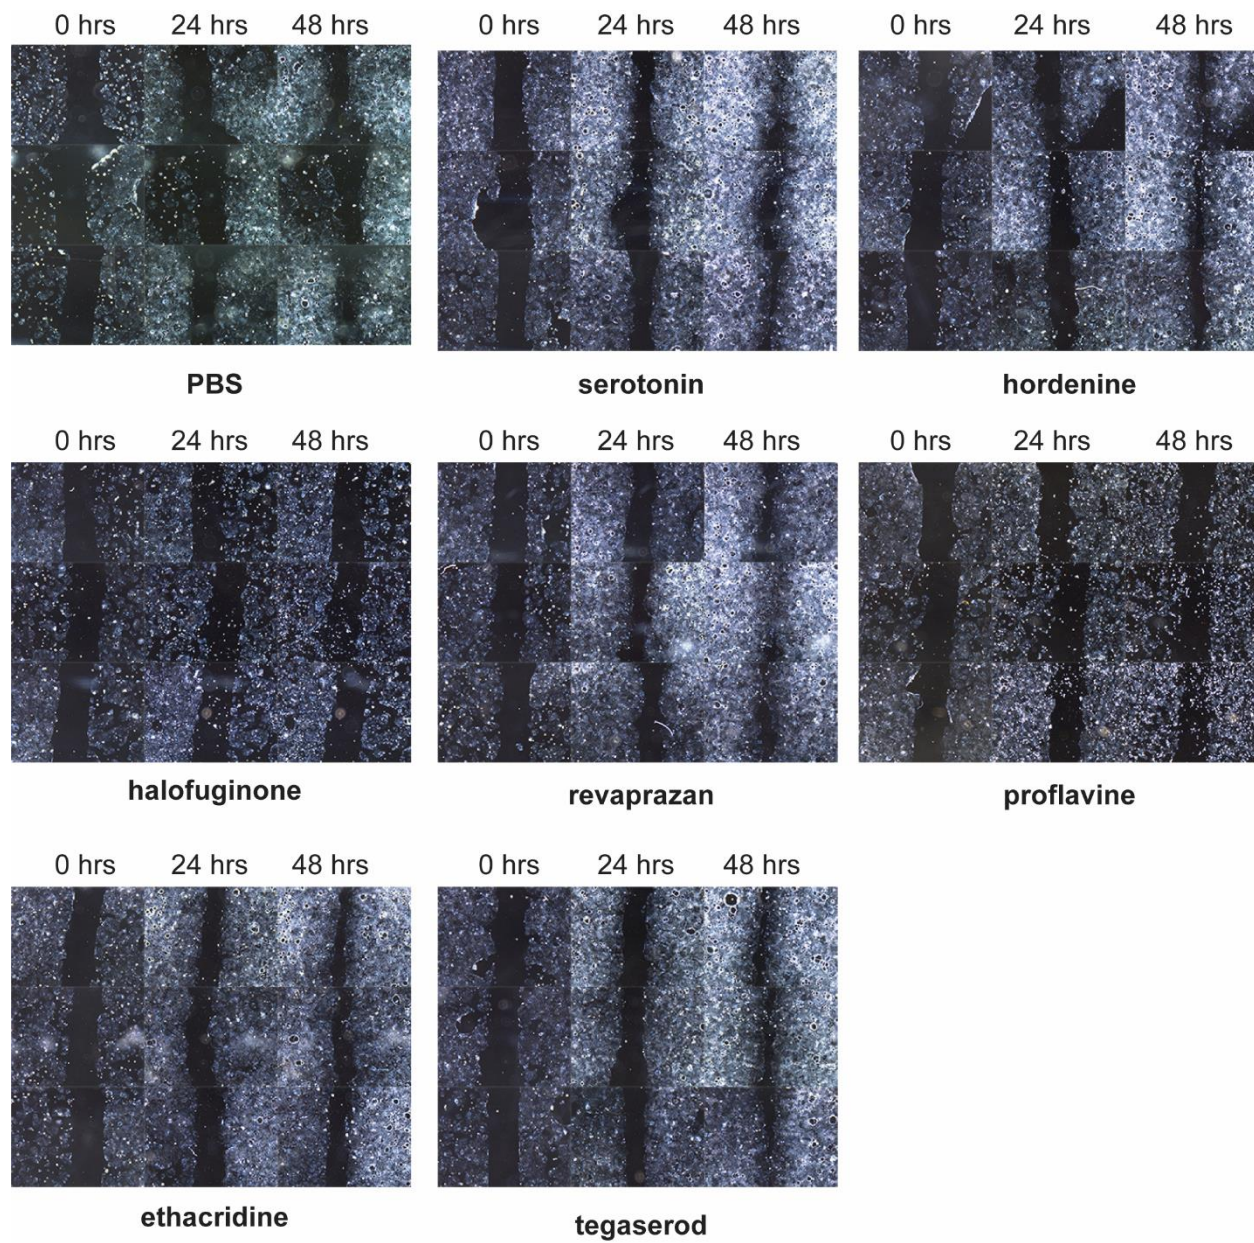 0 hrs 24 hrs 48 hrs 0 hrs 24 hrs 48 hrs 0 hrs 24 hrs 48 hrs
PBS serotonin hordenine
0 hrs 24 hrs 48 hrs 0 hrs 24 hrs 48 hrs 0 hrs 24 hrs 48 hrs
halofuginone revaprazan proflavine
0 hrs 24 hrs 48 hrs 0 hrs 24 hrs 48 hrs
ethacridine tegaserod